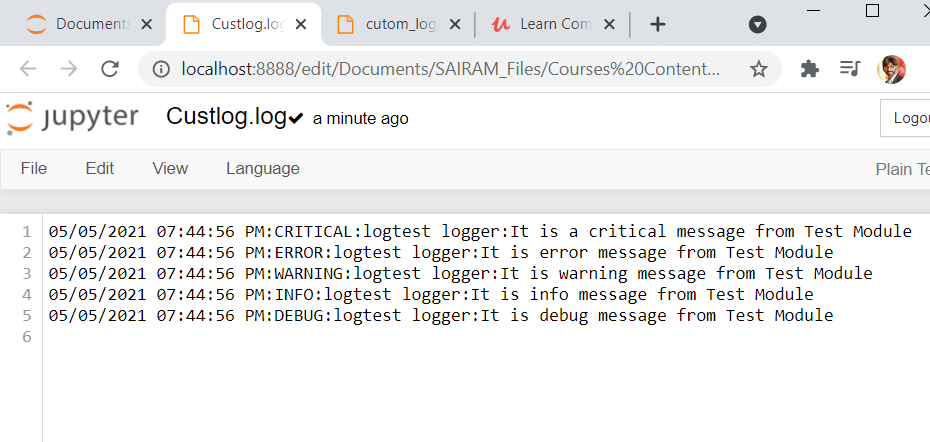 Documents Custlog.log cutom_log Learn Com
localhost:8888/edit/Documents/SAIRAM_Files/Courses%20Content...
jupyter Custlog.log a minute ago Logou
File Edit View Language Plain Te
1 05/05/2021 07:44:56 PM:CRITICAL:logtest logger:It is a critical message from Test Module
2 05/05/2021 07:44:56 PM:ERROR:logtest logger:It is error message from Test Module
3 05/05/2021 07:44:56 PM:WARNING:logtest logger:It is warning message from Test Module
4 05/05/2021 07:44:56 PM:INFO:logtest logger:It is info message from Test Module
5 05/05/2021 07:44:56 PM:DEBUG:logtest logger:It is debug message from Test Module
6